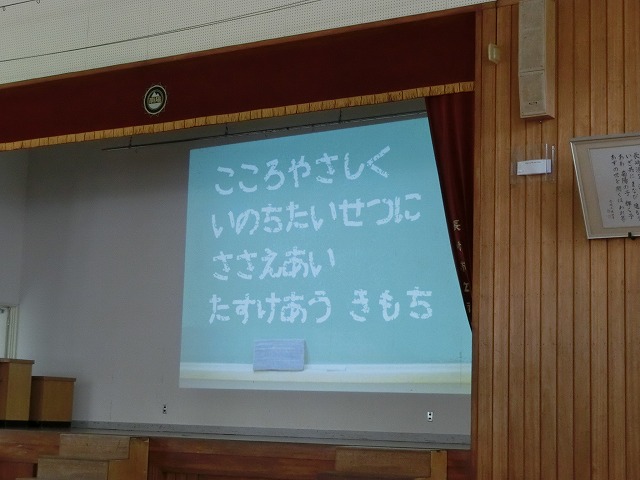 こころやさしく
いのちたいせつに
ささえあい
たすけあう きもち